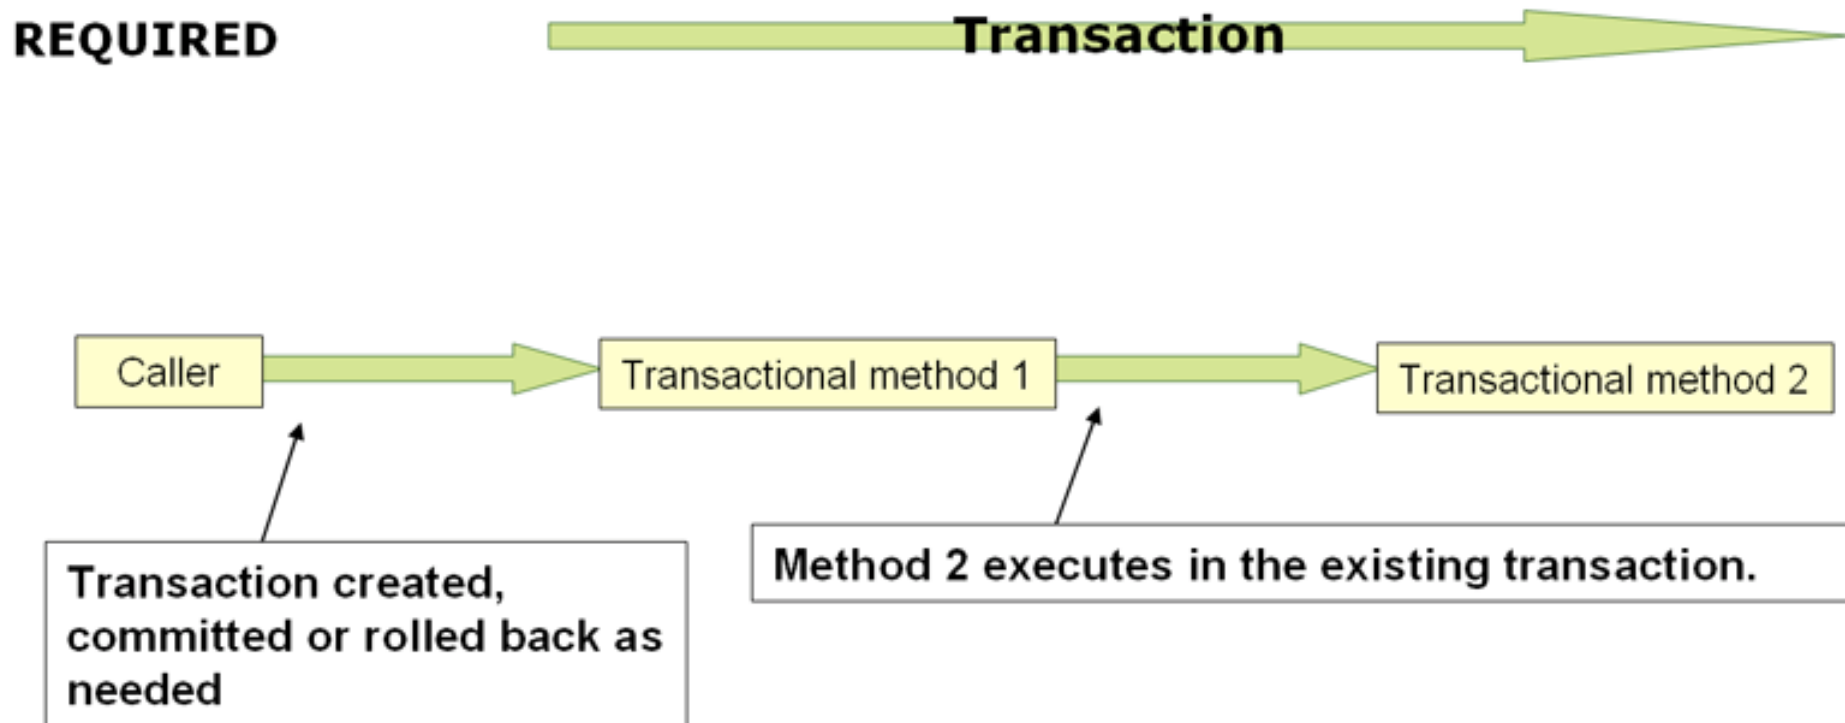 REQUIRED
Transaction
Caller
Transactional method 1
Transactional method 2
Transaction created,
committed or rolled back as
needed
Method 2 executes in the existing transaction.